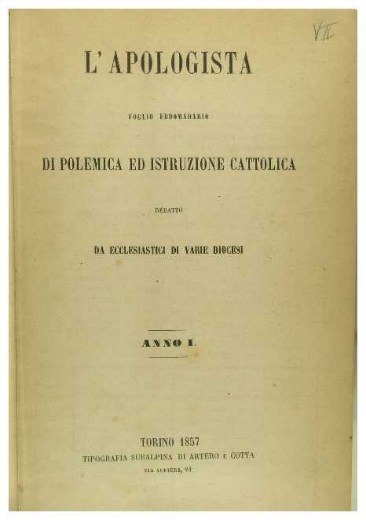 VII
L'APOLOGISTA
FOGLIO EBDOMADARIO
DI POLEMICA ED ISTRUZIONE CATTOLICA
REDATTO
DA ECCLESIASTICI DI VARIE DIOCESI
ANNO I.
TORINO 1857
TIPOGRAFIA SUBALPINA DI ARTERO E COTTA
VIA ALFIERI, 24